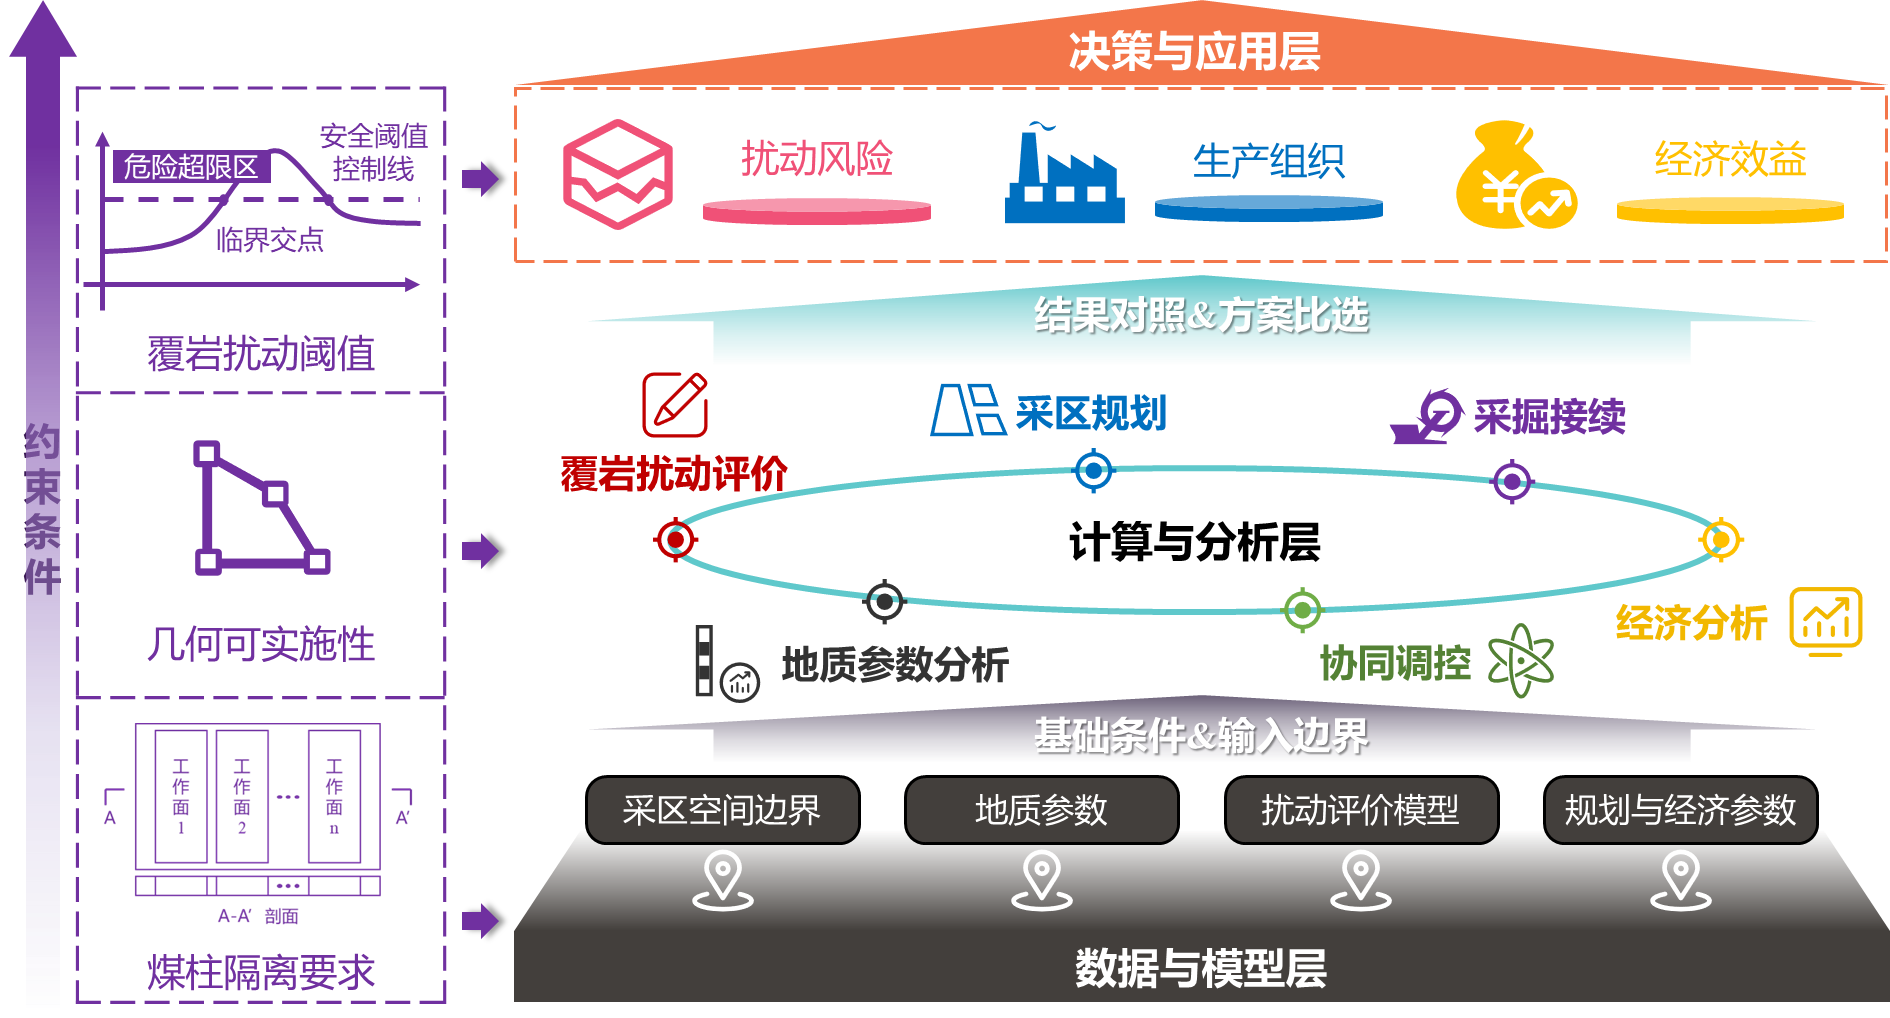 约束条件
安全阈值
控制线
危险超限区
临界交点
覆岩扰动阈值
几何可实施性
工作面1
工作面2
...
工作面n
A
A'
...
A-A' 剖面
煤柱隔离要求
决策与应用层
扰动风险
生产组织
经济效益
¥
结果对照&方案比选
采区规划
采掘接续
覆岩扰动评价
计算与分析层
经济分析
地质参数分析
协同调控
基础条件&输入边界
采区空间边界
地质参数
扰动评价模型
规划与经济参数
数据与模型层